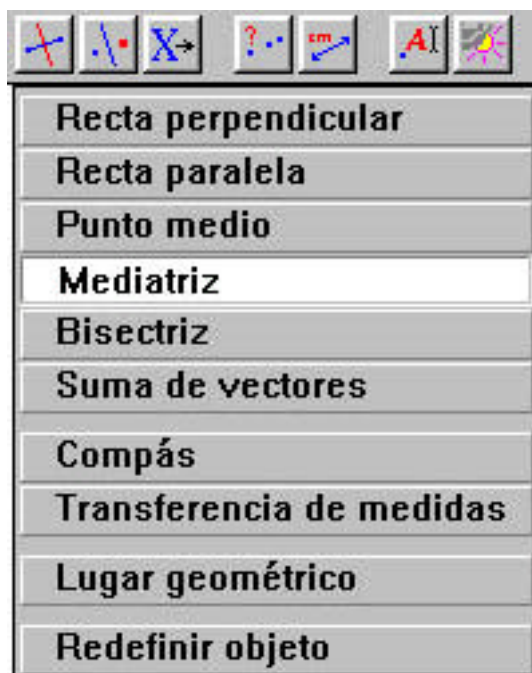 X ? cm A
Recta perpendicular
Recta paralela
Punto medio
Mediatriz
Bisectriz
Suma de vectores
Compás
Transferencia de medidas
Lugar geométrico
Redefinir objeto